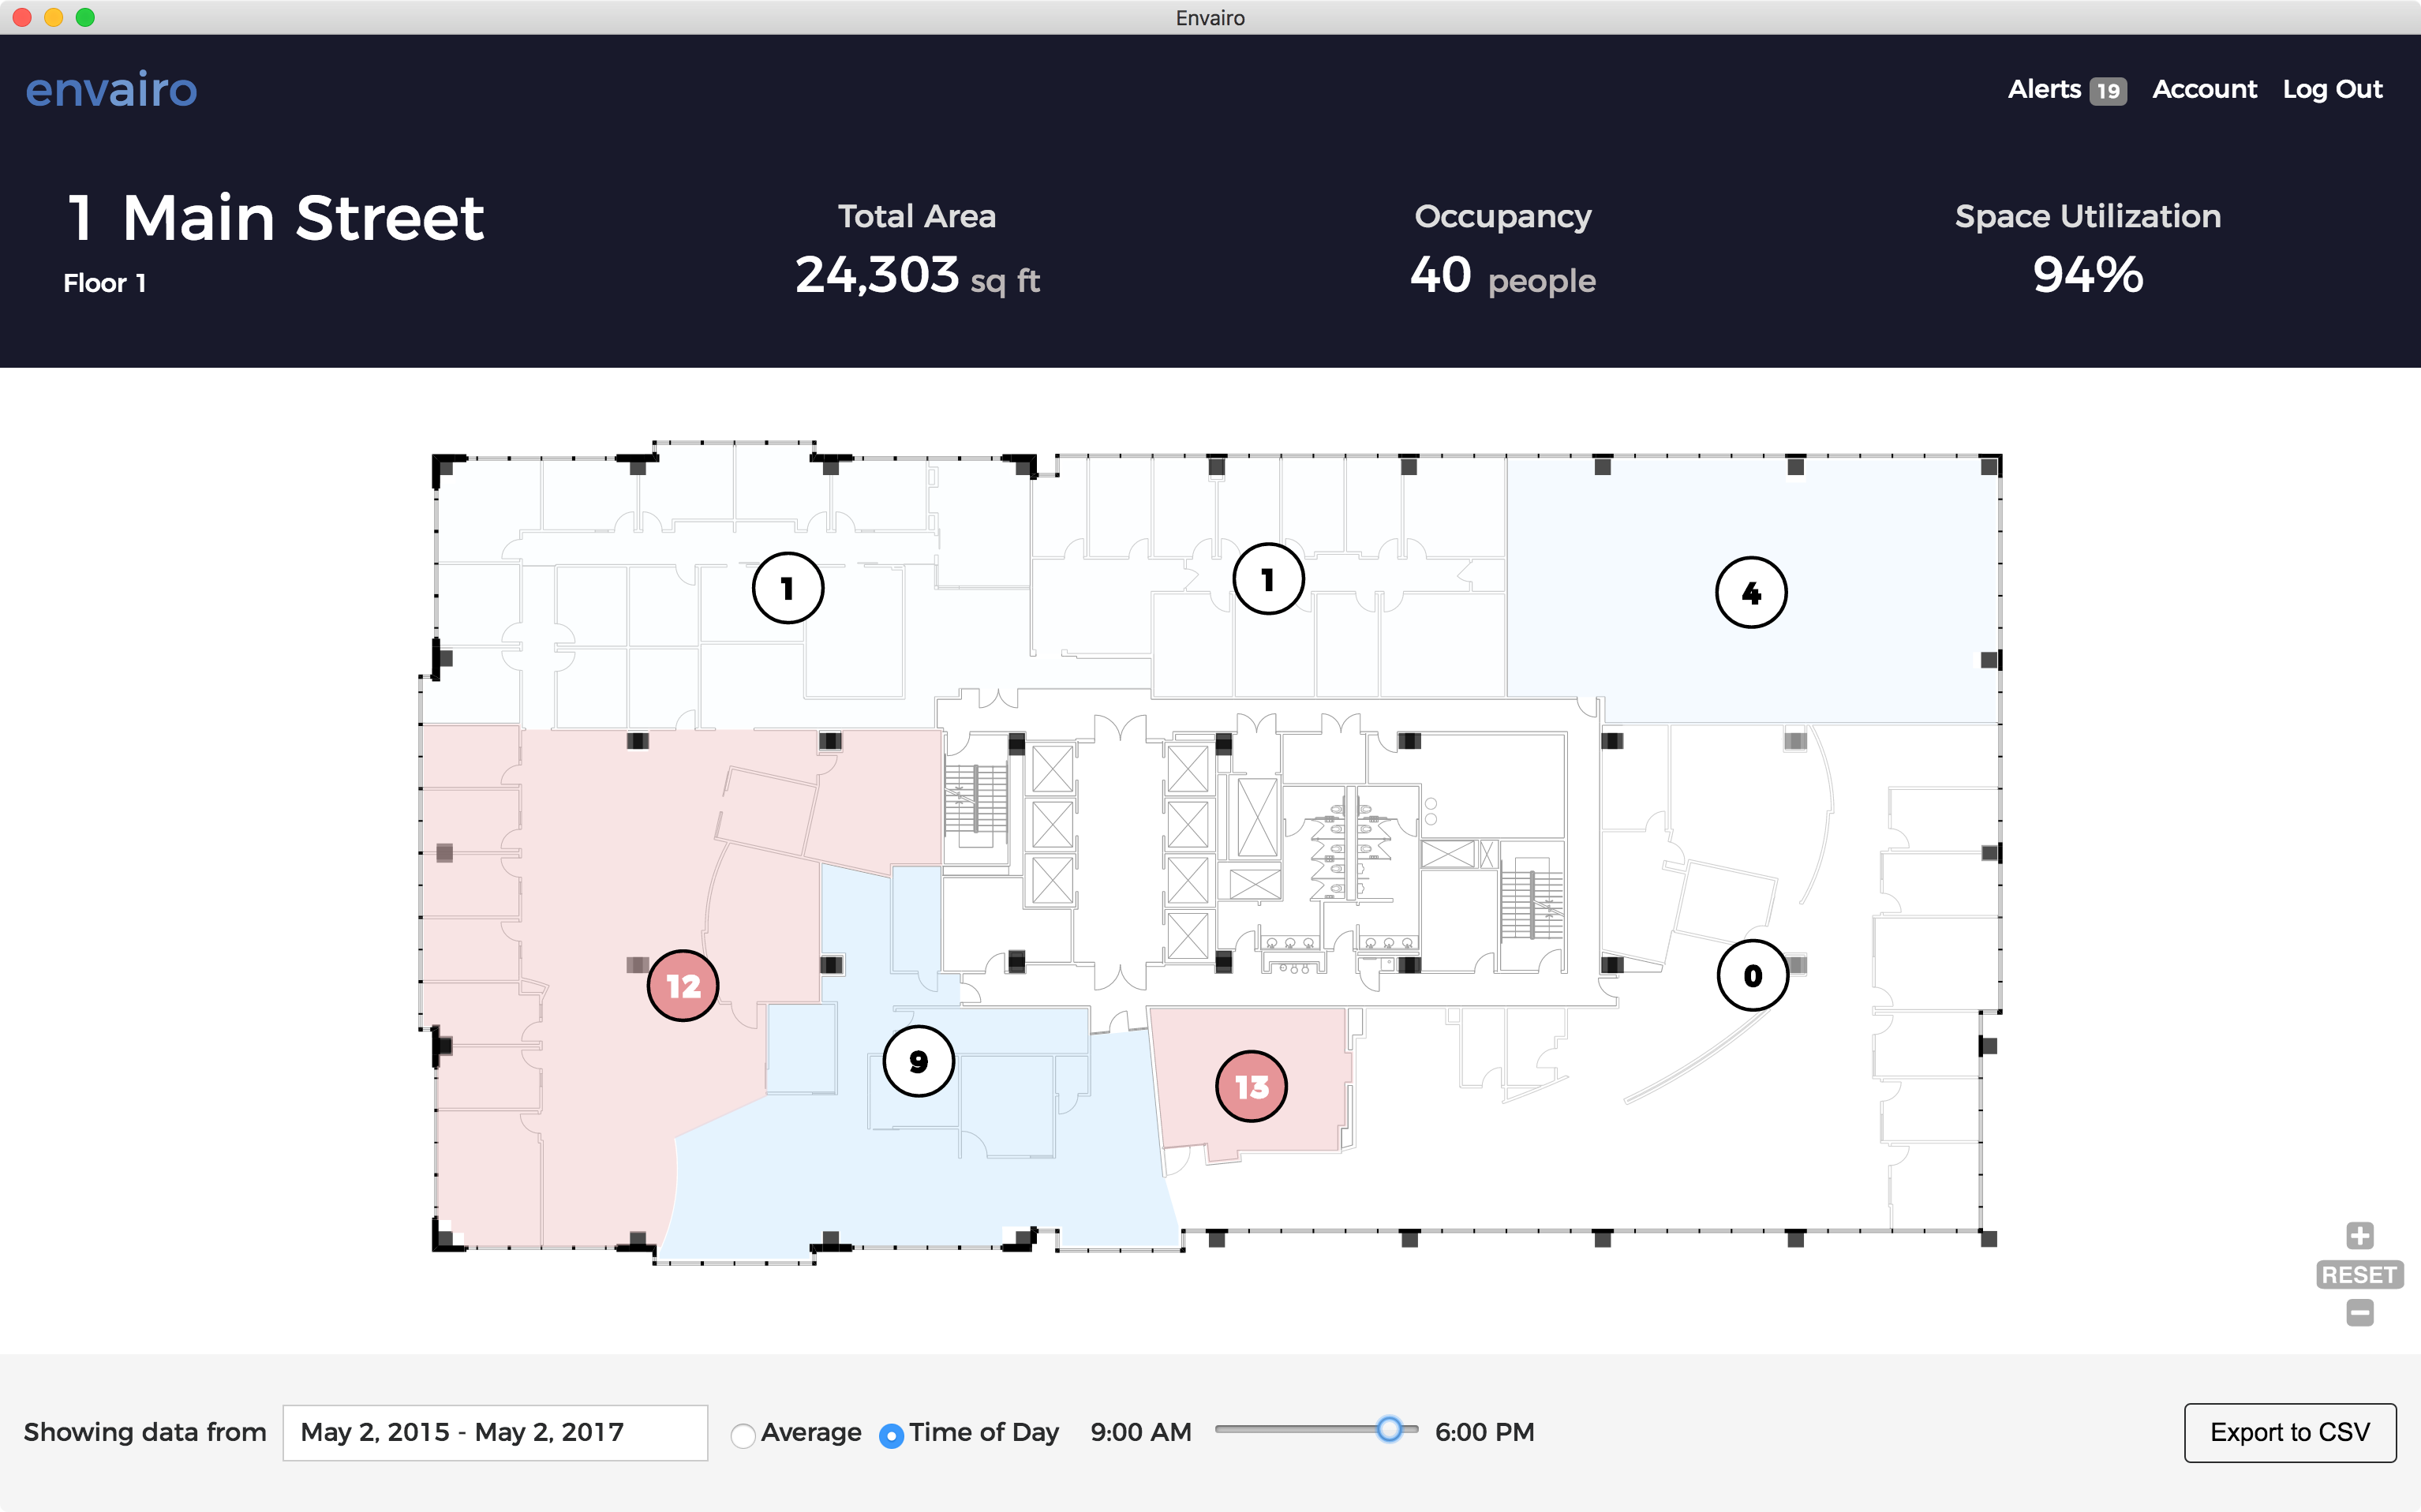 Envairo
envairo
Alerts 19 Account Log Out
1 Main Street
Floor 1
Total Area
24,303 sq ft
Occupancy
40 people
Space Utilization
94%
1
1
4
12
9
13
0
RESET
Showing data from May 2, 2015 - May 2, 2017 Average Time of Day 9:00 AM 6:00 PM Export to CSV